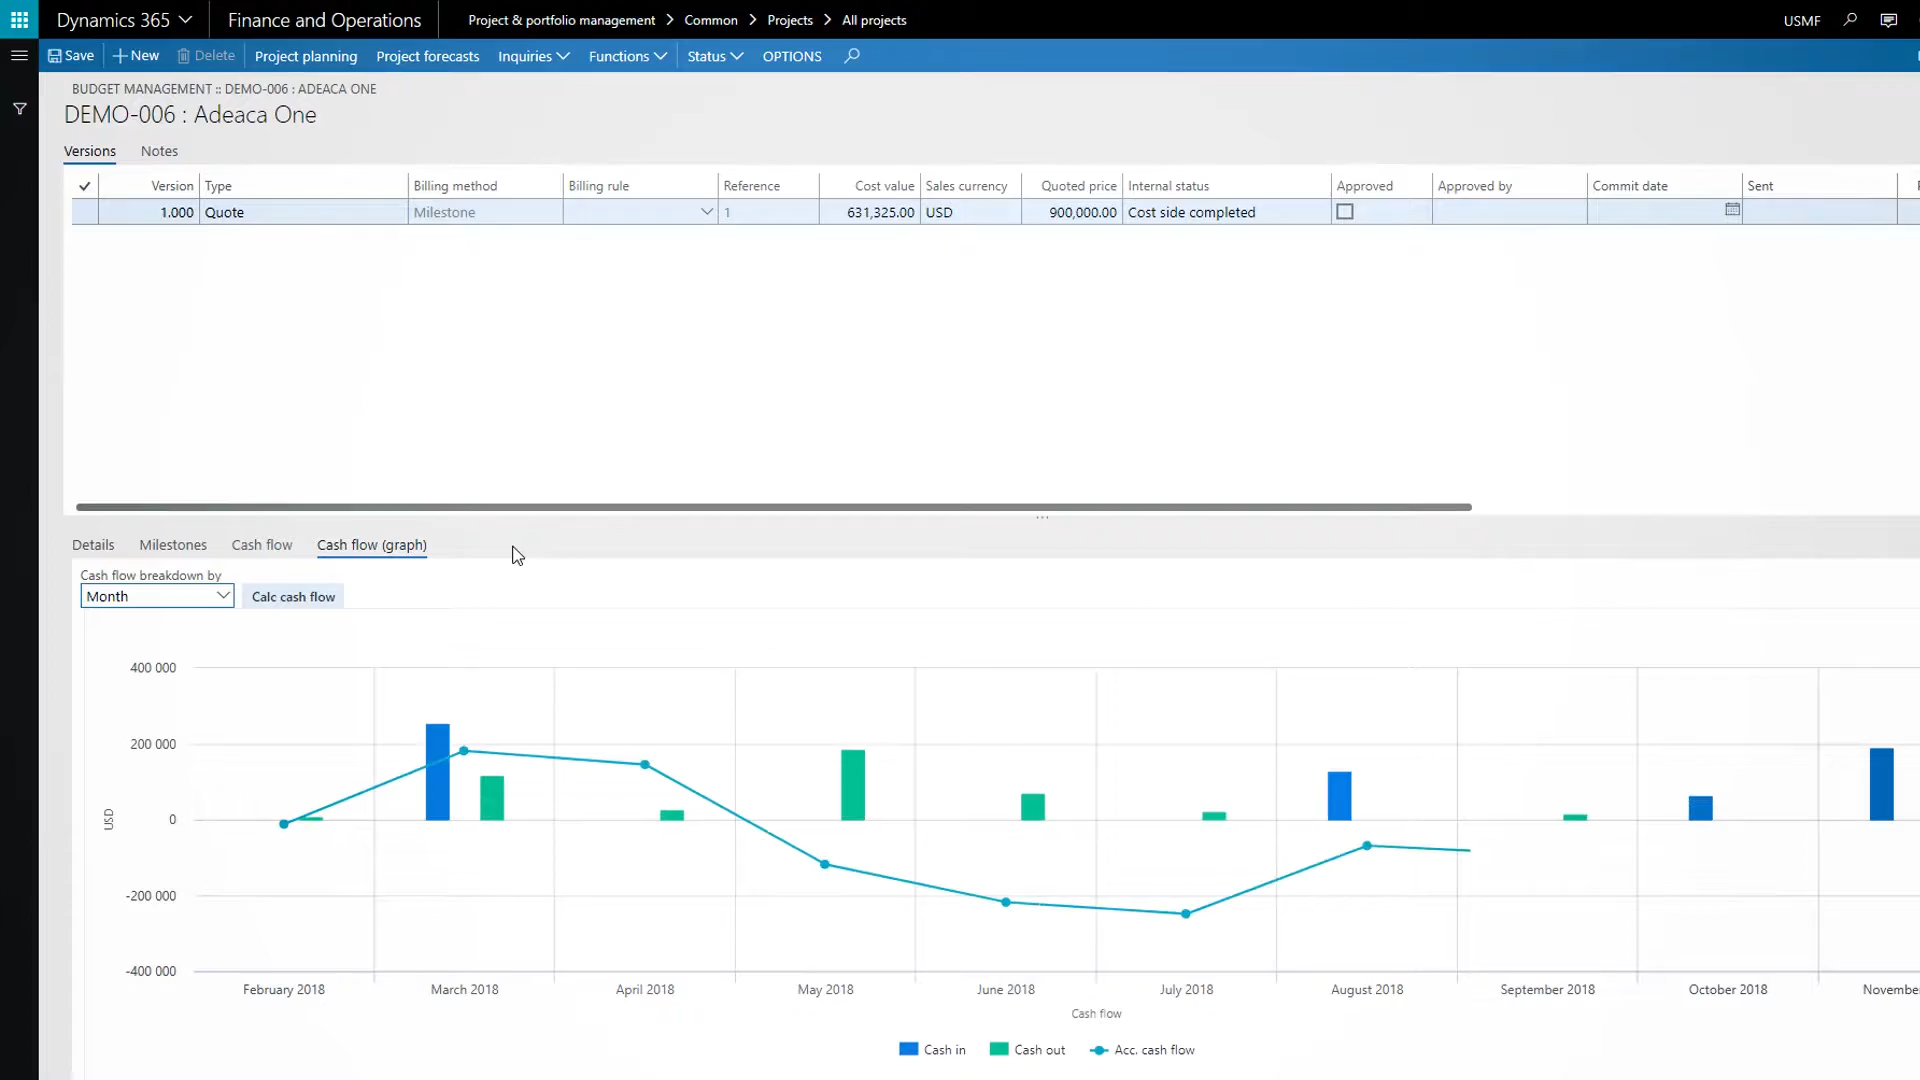 Dynamics 365 Finance and Operations Project & portfolio management > Common > Projects > All projects USMF
Save + New Delete Project planning Project forecasts Inquiries Functions Status OPTIONS
BUDGET MANAGEMENT :: DEMO-006 : ADEACA ONE
DEMO-006 : Adeaca One
Versions Notes
Version Type Billing method Billing rule Reference Cost value Sales currency Quoted price Internal status Approved Approved by Commit date Sent
1.000 Quote Milestone 1 631,325.00 USD 900,000.00 Cost side completed
Details Milestones Cash flow Cash flow (graph)
Cash flow breakdown by
Month Calc cash flow
400 000
200 000
0
USD
-200 000
-400 000
February 2018 March 2018 April 2018 May 2018 June 2018 July 2018 August 2018 September 2018 October 2018 Novembe
Cash flow
Cash in Cash out Acc. cash flow